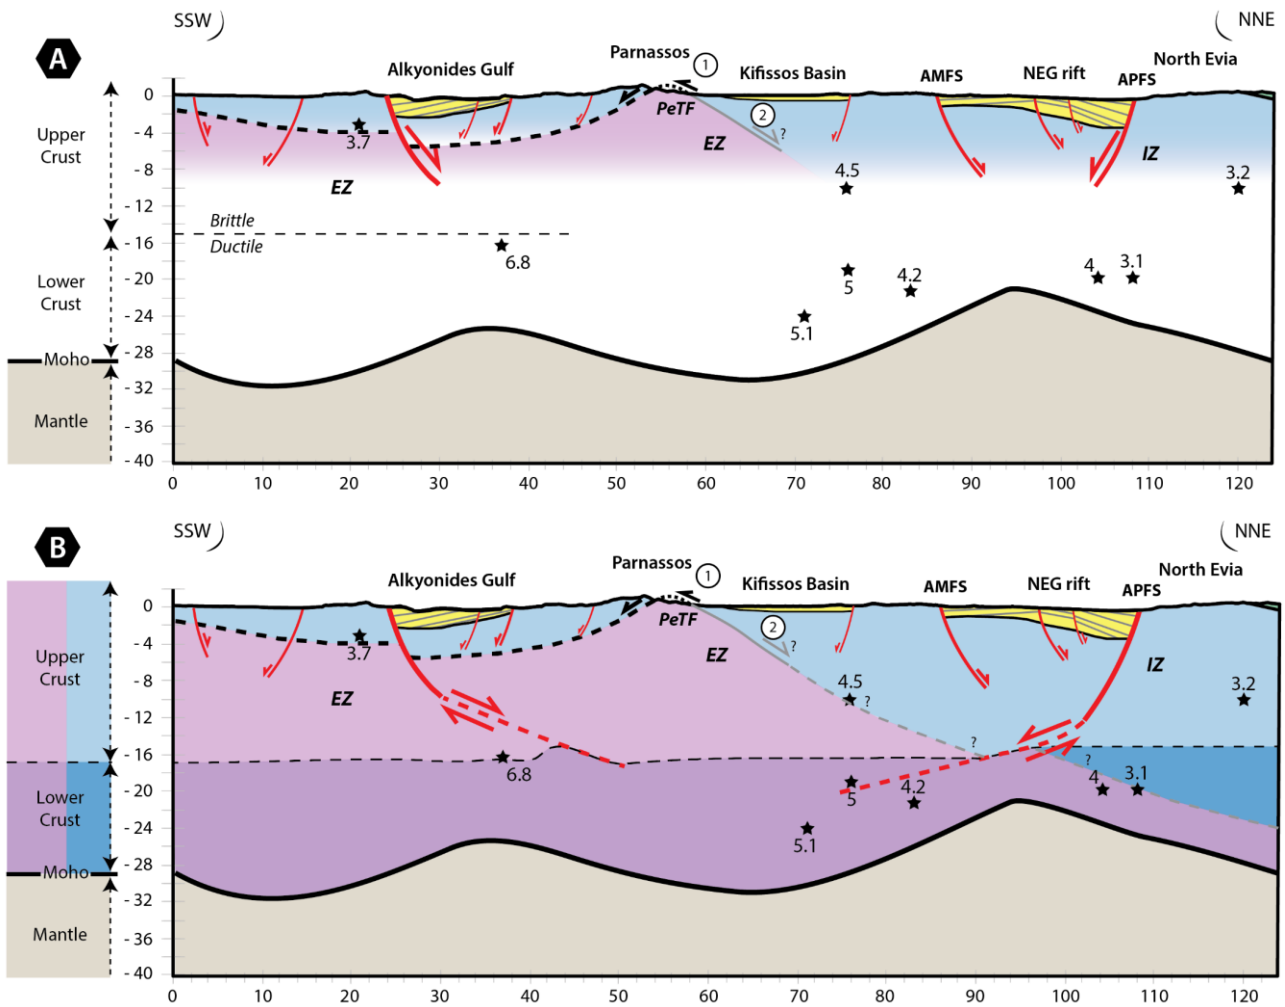 SSW
NNE
A
Parnassos
1
North Evia
Alkyonides Gulf
Kifissos Basin
AMFS
NEG rift
APFS
0
- 4
- 8
- 12
- 16
- 20
- 24
- 28
- 32
- 36
- 40
Upper
Crust
Lower
Crust
Moho
Mantle
3.7
PeTF
2
?
EZ
EZ
IZ
4.5
3.2
Brittle
Ductile
6.8
5
4.2
4
3.1
5.1
0 10 20 30 40 50 60 70 80 90 100 110 120
SSW
NNE
B
Parnassos
1
North Evia
Alkyonides Gulf
Kifissos Basin
AMFS
NEG rift
APFS
0
- 4
- 8
- 12
- 16
- 20
- 24
- 28
- 32
- 36
- 40
Upper
Crust
Lower
Crust
Moho
Mantle
3.7
PeTF
2
?
EZ
EZ
IZ
4.5
?
3.2
?
?
6.8
5
4.2
4
3.1
5.1
0 10 20 30 40 50 60 70 80 90 100 110 120